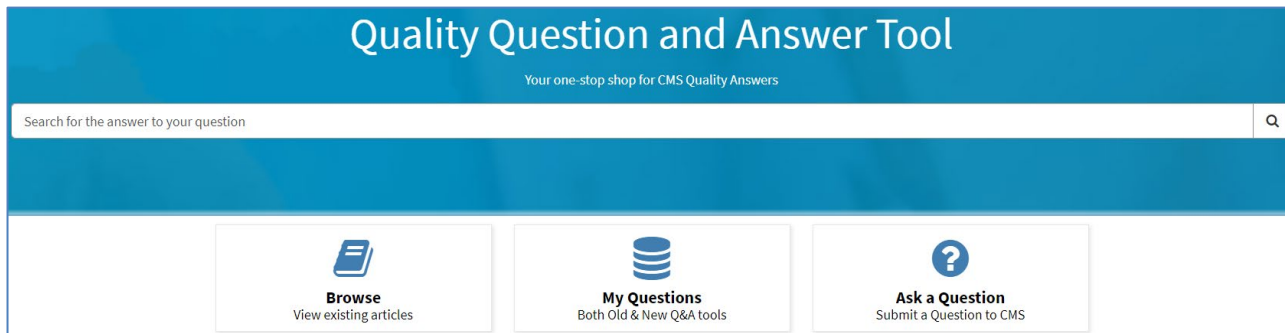 Quality Question and Answer Tool
Your one-stop shop for CMS Quality Answers
Search for the answer to your question
Browse
View existing articles
My Questions
Both Old & New Q&A tools
Ask a Question
Submit a Question to CMS